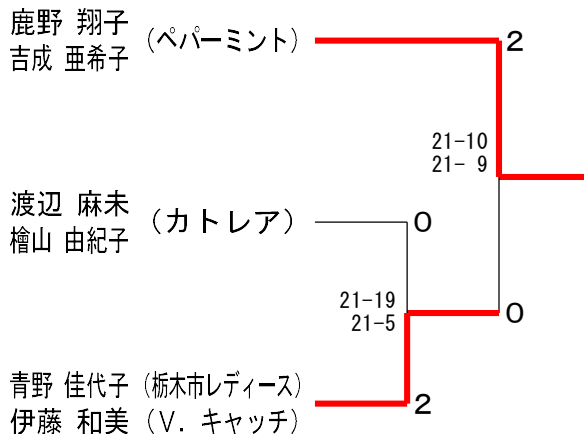 鹿野 翔子 (ペパーミント)
吉成 亜希子
2
21-10
21- 9
渡辺 麻未 (カトレア)
檜山 由紀子
0
21-19
21-5
0
青野 佳代子 (栃木市レディース)
伊藤 和美 (V. キャッチ)
2